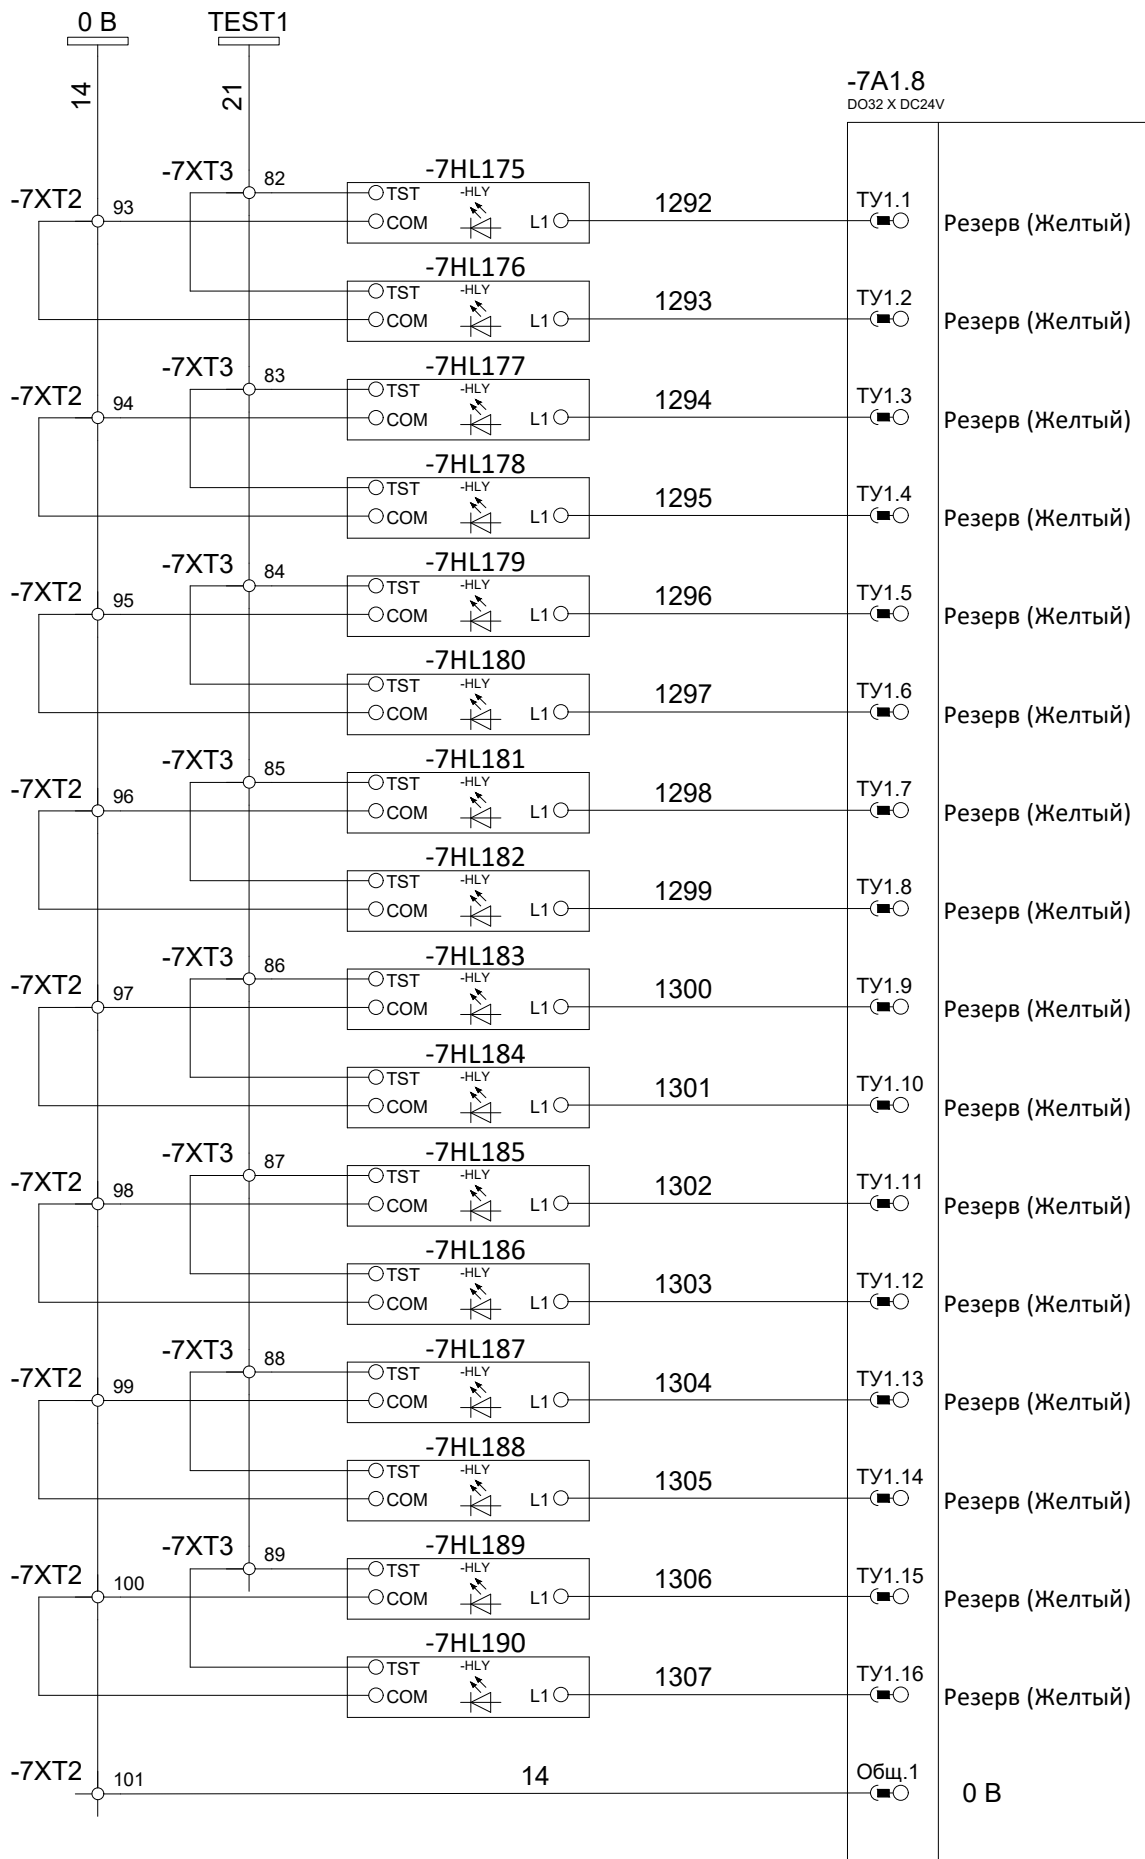 0 В TEST1
14 21
-7A1.8
DO32 X DC24V
-7XT3 82 -7HL175
-7XT2 93 TST -HLY 1292 ТУ1.1
COM L1 Резерв (Желтый)
-7HL176
TST -HLY 1293 ТУ1.2
COM L1 Резерв (Желтый)
-7XT3 83 -7HL177
-7XT2 94 TST -HLY 1294 ТУ1.3
COM L1 Резерв (Желтый)
-7HL178
TST -HLY 1295 ТУ1.4
COM L1 Резерв (Желтый)
-7XT3 84 -7HL179
-7XT2 95 TST -HLY 1296 ТУ1.5
COM L1 Резерв (Желтый)
-7HL180
TST -HLY 1297 ТУ1.6
COM L1 Резерв (Желтый)
-7XT3 85 -7HL181
-7XT2 96 TST -HLY 1298 ТУ1.7
COM L1 Резерв (Желтый)
-7HL182
TST -HLY 1299 ТУ1.8
COM L1 Резерв (Желтый)
-7XT3 86 -7HL183
-7XT2 97 TST -HLY 1300 ТУ1.9
COM L1 Резерв (Желтый)
-7HL184
TST -HLY 1301 ТУ1.10
COM L1 Резерв (Желтый)
-7XT3 87 -7HL185
-7XT2 98 TST -HLY 1302 ТУ1.11
COM L1 Резерв (Желтый)
-7HL186
TST -HLY 1303 ТУ1.12
COM L1 Резерв (Желтый)
-7XT3 88 -7HL187
-7XT2 99 TST -HLY 1304 ТУ1.13
COM L1 Резерв (Желтый)
-7HL188
TST -HLY 1305 ТУ1.14
COM L1 Резерв (Желтый)
-7XT3 89 -7HL189
-7XT2 100 TST -HLY 1306 ТУ1.15
COM L1 Резерв (Желтый)
-7HL190
TST -HLY 1307 ТУ1.16
COM L1 Резерв (Желтый)
-7XT2 101 14 Общ.1
0 В